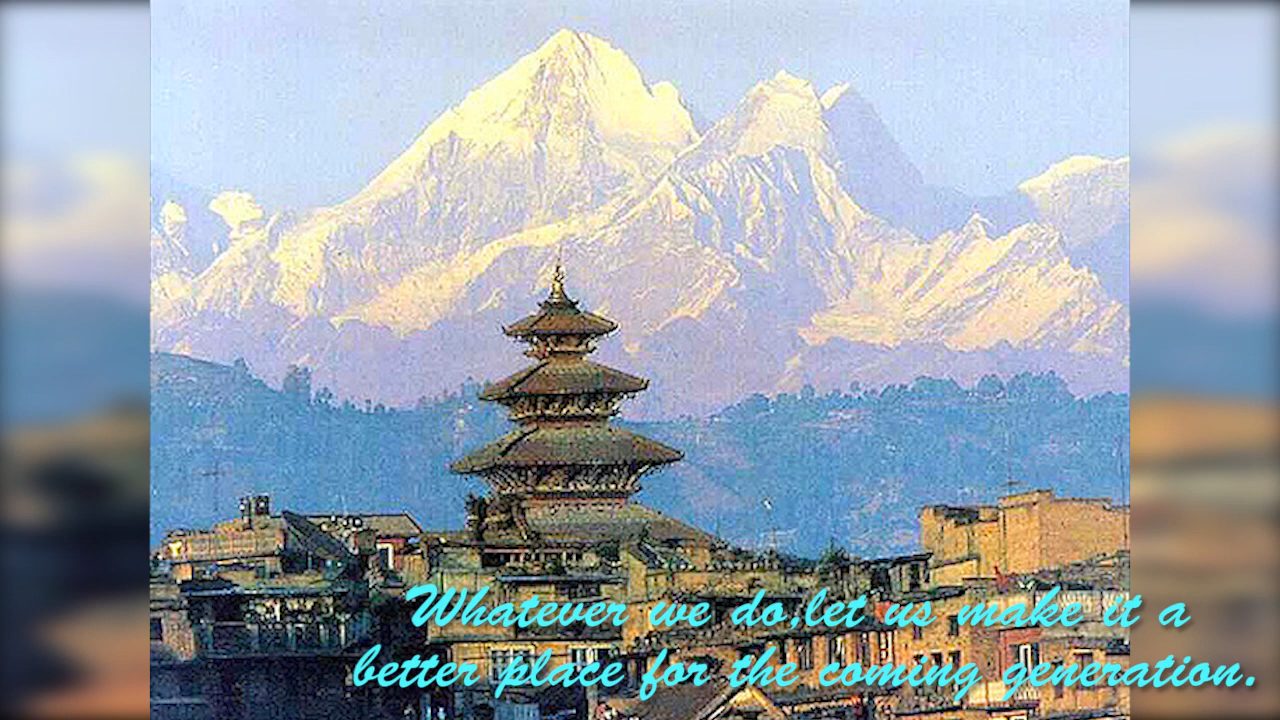 Whatever we do,let us make it a
better place for the coming generation.